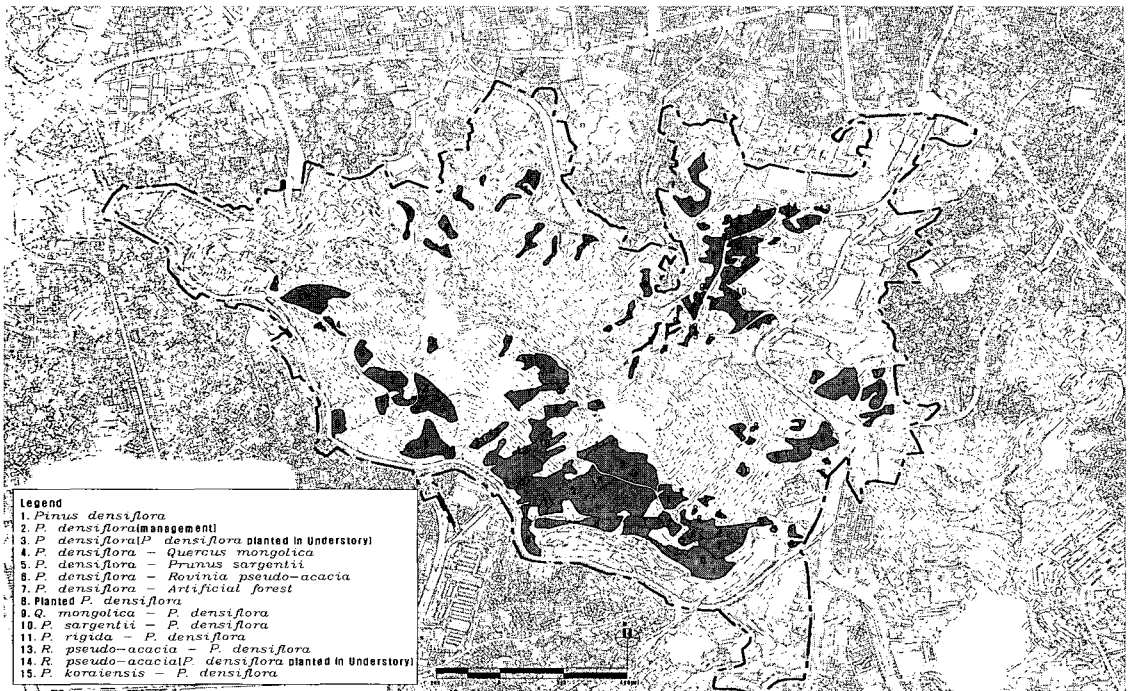 Legend
1. Pinus densiflora
2. P. densiflora(management)
3. P densiflora(P densiflora planted in Understory)
4. P. densiflora - Quercus mongolica
5. P. densiflora - Prunus sargentii
6. P. densiflora - Rovinia pseudo-acacia
7. P. densiflora - Artificial forest
8. Planted P. densiflora
9. Q. mongolica - P. densiflora
10. P. sargentii - P. densiflora
11. P. rigida - P. densiflora
13. R. pseudo-acacia - P. densiflora
14. R. pseudo-acacia(P. densiflora planted in Understory)
15. P. koraiensis - P. densiflora